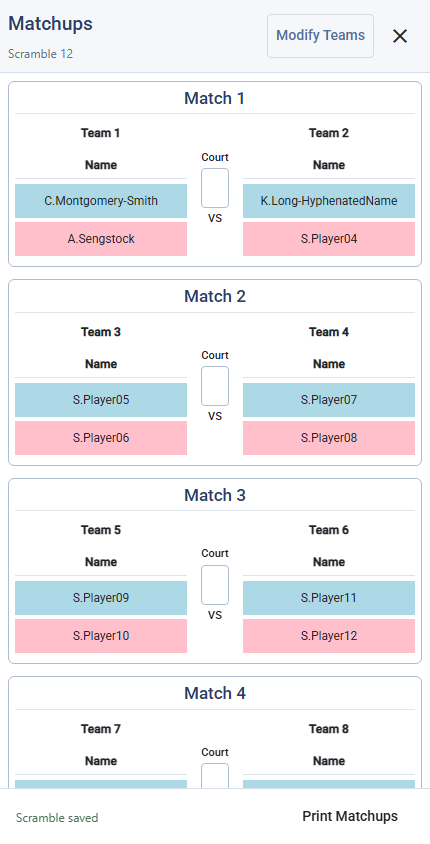 Matchups
Modify Teams
Scramble 12
Match 1
Team 1
Team 2
Court
Name
Name
C.Montgomery-Smith
K.Long-HyphenatedName
VS
A.Sengstock
S.Player04
Match 2
Team 3
Team 4
Court
Name
Name
S.Player05
S.Player07
VS
S.Player06
S.Player08
Match 3
Team 5
Team 6
Court
Name
Name
S.Player09
S.Player11
VS
S.Player10
S.Player12
Match 4
Team 7
Team 8
Court
Name
Name
Scramble saved
Print Matchups